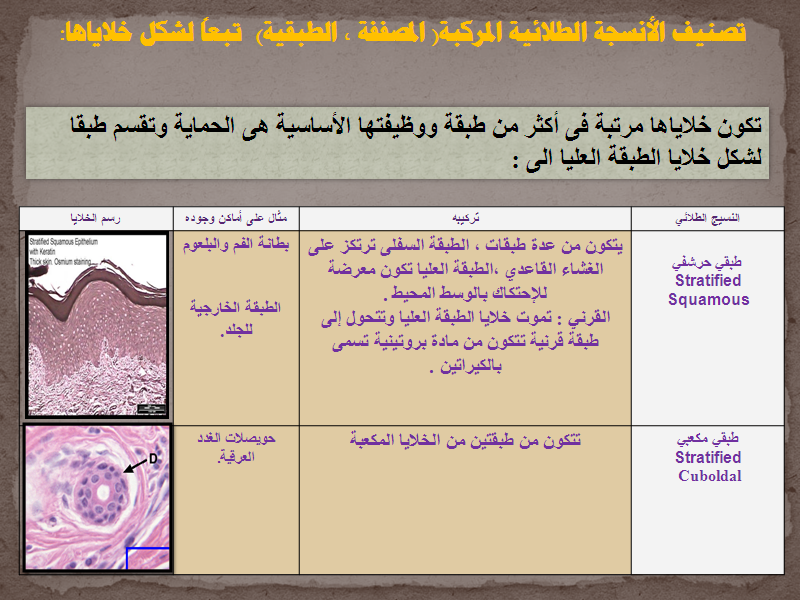 تصنيف الأنسجة الطلائية المركبة( المصففة ، الطبقية) تبعاً لشكل خلاياها:
تكون خلاياها مرتبة فى أكثر من طبقة ووظيفتها الأساسية هى الحماية وتقسم طبقا
لشكل خلايا الطبقة العليا الى :
النسيج الطلائي
تركيبه
مثال على أماكن وجوده
رسم الخلايا
طبقي حرشفي
Stratified
Squamous
يتكون من عدة طبقات ، الطبقة السفلى ترتكز على
الغشاء القاعدي ،الطبقة العليا تكون معرضة
للإحتكاك بالوسط المحيط.
القرني : تموت خلايا الطبقة العليا وتتحول إلى
طبقة قرنية تتكون من مادة بروتينية تسمى
بالكيراتين .
بطانة الفم والبلعوم
الطبقة الخارجية
للجلد.
Stratified Squamous Epithelum
with Keratin
Thick skin. Osmium staining
طبقي مكعبي
Stratified
Cuboldal
تتكون من طبقتين من الخلايا المكعبة
حويصلات الغدد
العرقية.
D